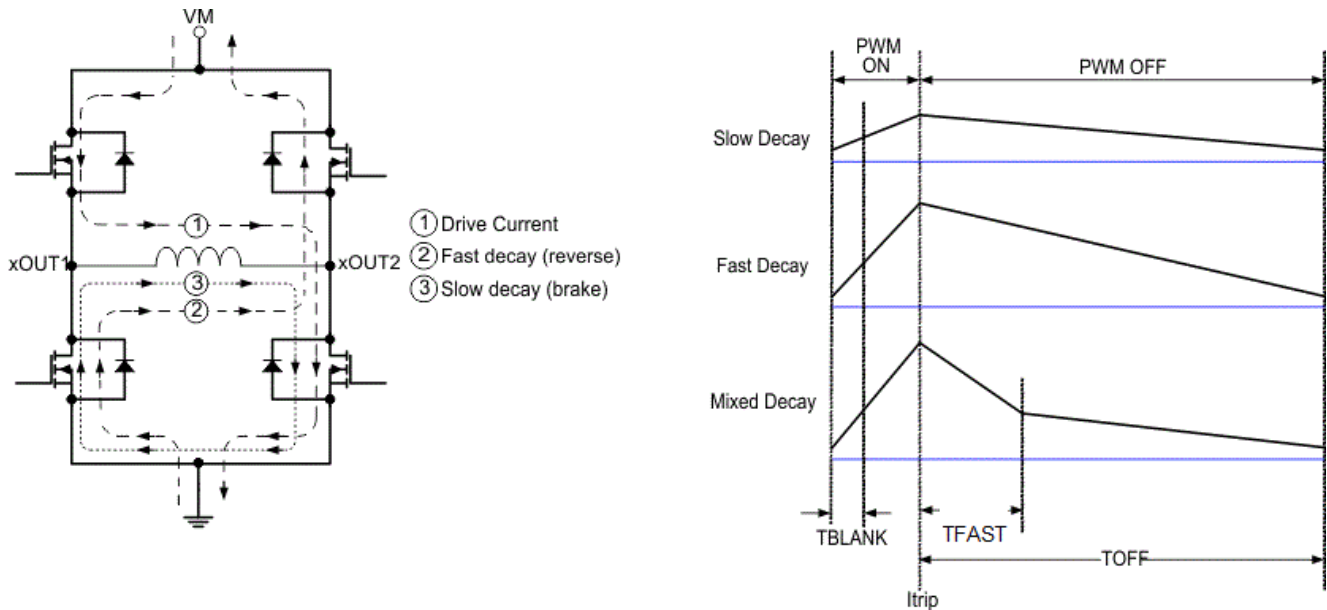 VM
xOUT1
xOUT2
1
3
2
1 Drive Current
2 Fast decay (reverse)
3 Slow decay (brake)
PWM
ON
PWM OFF
Slow Decay
Fast Decay
Mixed Decay
TBLANK
TFAST
TOFF
Itrip